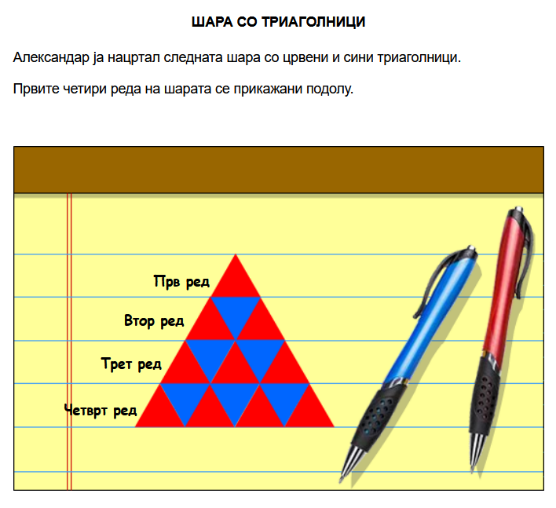 ШАРА СО ТРИАГОЛНИЦИ
Александар ја нацртал следната шара со црвени и сини триаголници.
Првите четири реда на шарата се прикажани подолу.
Прв ред
Втор ред
Трет ред
Четврт ред